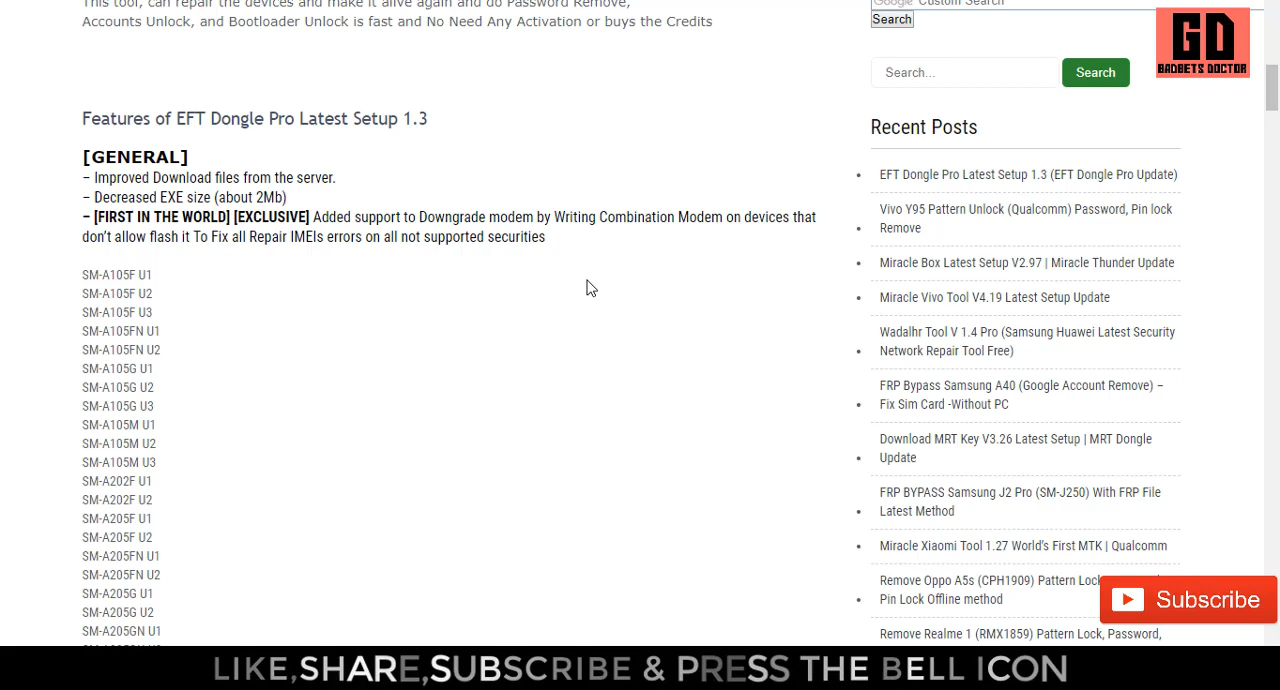 This tool, can repair the devices and make it alive again and do Password Remove,
Accounts Unlock, and Bootloader Unlock is fast and No Need Any Activation or buys the Credits
Features of EFT Dongle Pro Latest Setup 1.3
[GENERAL]
– Improved Download files from the server.
– Decreased EXE size (about 2Mb)
– [FIRST IN THE WORLD] [EXCLUSIVE] Added support to Downgrade modem by Writing Combination Modem on devices that
don't allow flash it To Fix all Repair IMEIs errors on all not supported securities
SM-A105F U1
SM-A105F U2
SM-A105F U3
SM-A105FN U1
SM-A105FN U2
SM-A105G U1
SM-A105G U2
SM-A105G U3
SM-A105M U1
SM-A105M U2
SM-A105M U3
SM-A202F U1
SM-A202F U2
SM-A205F U1
SM-A205F U2
SM-A205FN U1
SM-A205FN U2
SM-A205G U1
SM-A205G U2
SM-A205GN U1
Google Custom Search
Search
Search...
Search
GD
GADGETS DOCTOR
Recent Posts
EFT Dongle Pro Latest Setup 1.3 (EFT Dongle Pro Update)
Vivo Y95 Pattern Unlock (Qualcomm) Password, Pin lock
Remove
Miracle Box Latest Setup V2.97 | Miracle Thunder Update
Miracle Vivo Tool V4.19 Latest Setup Update
Wadalhr Tool V 1.4 Pro (Samsung Huawei Latest Security
Network Repair Tool Free)
FRP Bypass Samsung A40 (Google Account Remove) –
Fix Sim Card -Without PC
Download MRT Key V3.26 Latest Setup | MRT Dongle
Update
FRP BYPASS Samsung J2 Pro (SM-J250) With FRP File
Latest Method
Miracle Xiaomi Tool 1.27 World's First MTK | Qualcomm
Remove Oppo A5s (CPH1909) Pattern
Pin Lock Offline method
Remove Realme 1 (RMX1859) Pattern Lock, Password,
Subscribe
LIKE,SHARE,SUBSCRIBE & PRESS THE BELL ICON